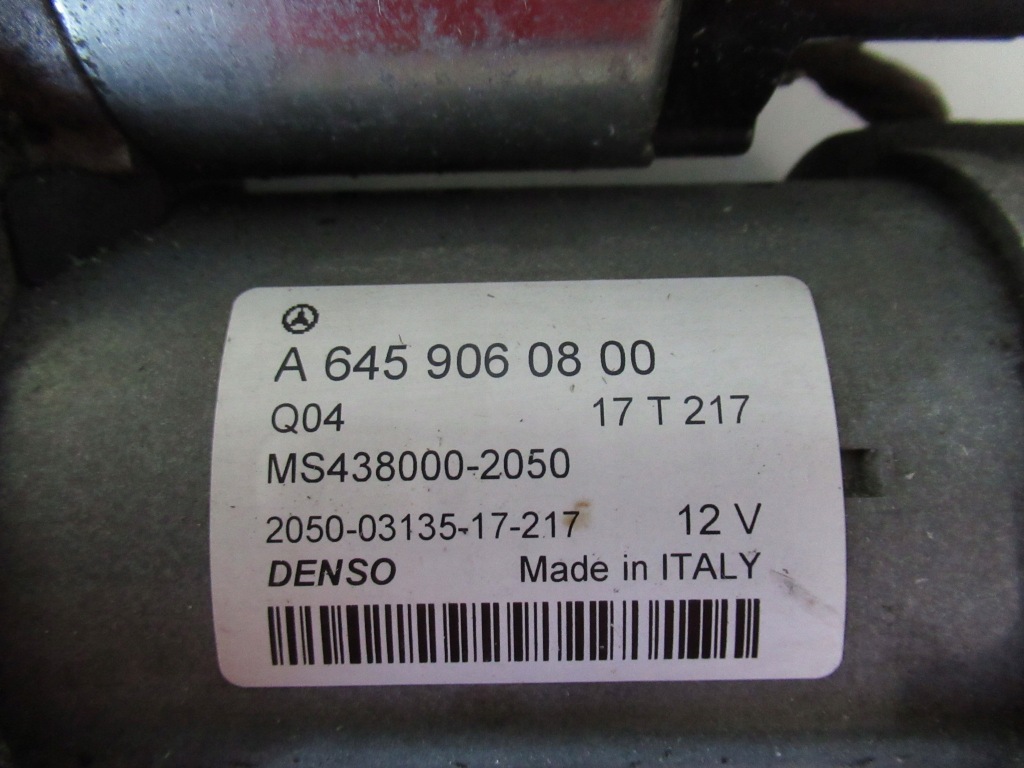 A 645 906 08 00
Q04 17 T 217
MS438000-2050
2050-03135-17-217 12 V
DENSO Made in ITALY